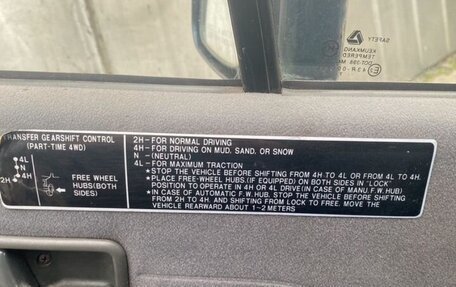 SAFETY
KEUMKANG
TEMPERED
TRANSFER GEARSHIFT CONTROL
(PART-TIME 4WD)
4L
N
4H
2H
FREE WHEEL
HUBS(BOTH
SIDES)
2H-FOR NORMAL DRIVING
4H-FOR DRIVING ON MUD, SAND, OR SNOW
N -(NEUTRAL)
4L-FOR MAXIMUM TRACTION
★STOP THE VEHICLE BEFORE SHIFTING FROM 4H TO 4L OR FROM 4L TO 4H.
★PLACE FREE-WHEEL HUBS(IF EQUIPPED) ON BOTH SIDES IN 'LOCK'
POSITION TO OPERATE IN 4H OR 4L DRIVE(IN CASE OF MANU.F.W.HUB)
★IN CASE OF AUTOMATIC F.W.HUB. STOP THE VEHICLE BEFORE SHIFTING
FROM 2H TO 4H. AND FROM SHIFTING FROM LOCK TO FREE. MOVE THE
VEHICLE REARWARD ABOUT 1~2 METERS